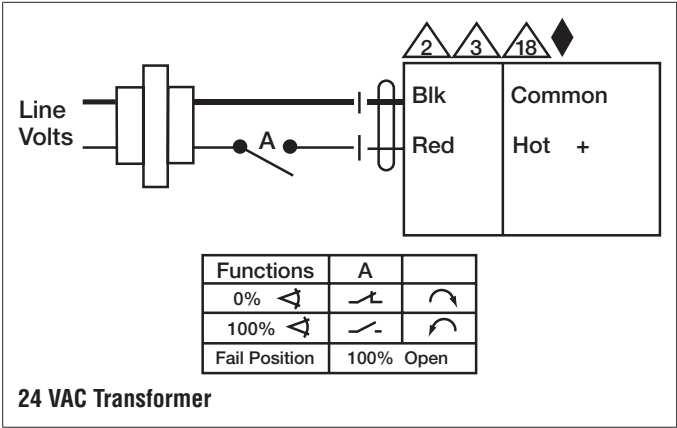 2 3 18
Line Volts
A
Blk Common
Red Hot +
Functions A
0%
100%
Fail Position 100% Open
24 VAC Transformer